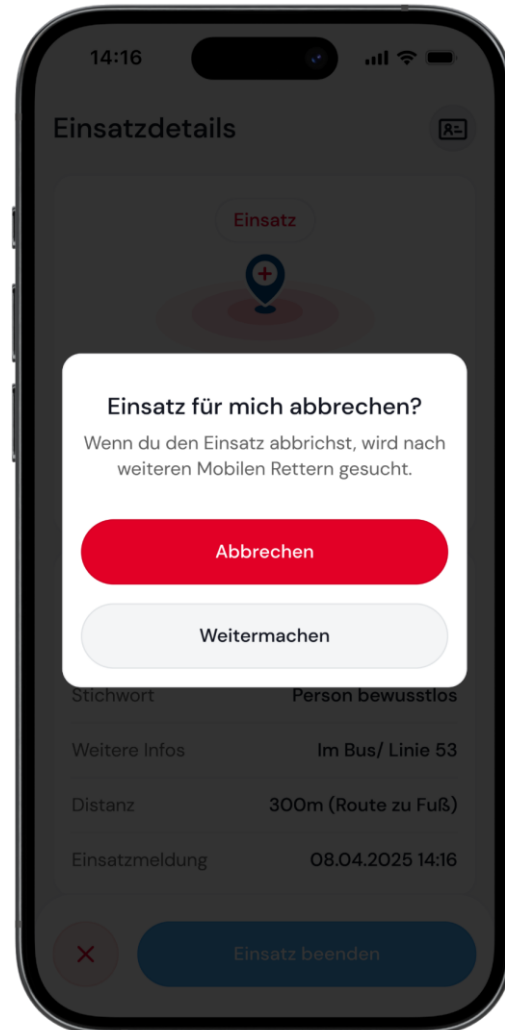 14:16
Einsatzdetails
Einsatz
Einsatz für mich abbrechen?
Wenn du den Einsatz abbrichst, wird nach
weiteren Mobilen Rettern gesucht.
Abbrechen
Weitermachen
Stichwort Person bewusstlos
Weitere Infos Im Bus/ Linie 53
Distanz 300m (Route zu Fuß)
Einsatzmeldung 08.04.2025 14:16
Einsatz beenden